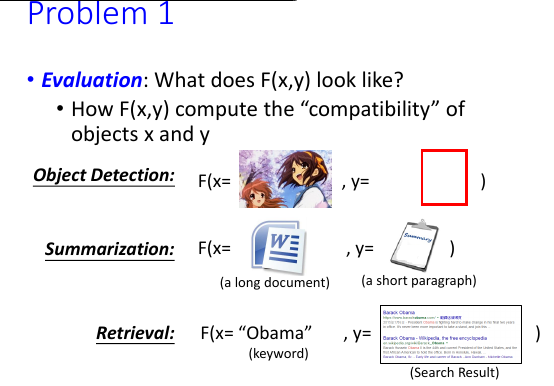 Problem 1
• Evaluation: What does F(x,y) look like?
• How F(x,y) compute the “compatibility” of
objects x and y
Object Detection: F(x= , y= )
Summarization: F(x= W , y= Summary )
(a long document) (a short paragraph)
Retrieval: F(x= “Obama” , y= )
(keyword)
Barack Obama
Barack Obama - Wikipedia, the free encyclopedia
(Search Result)